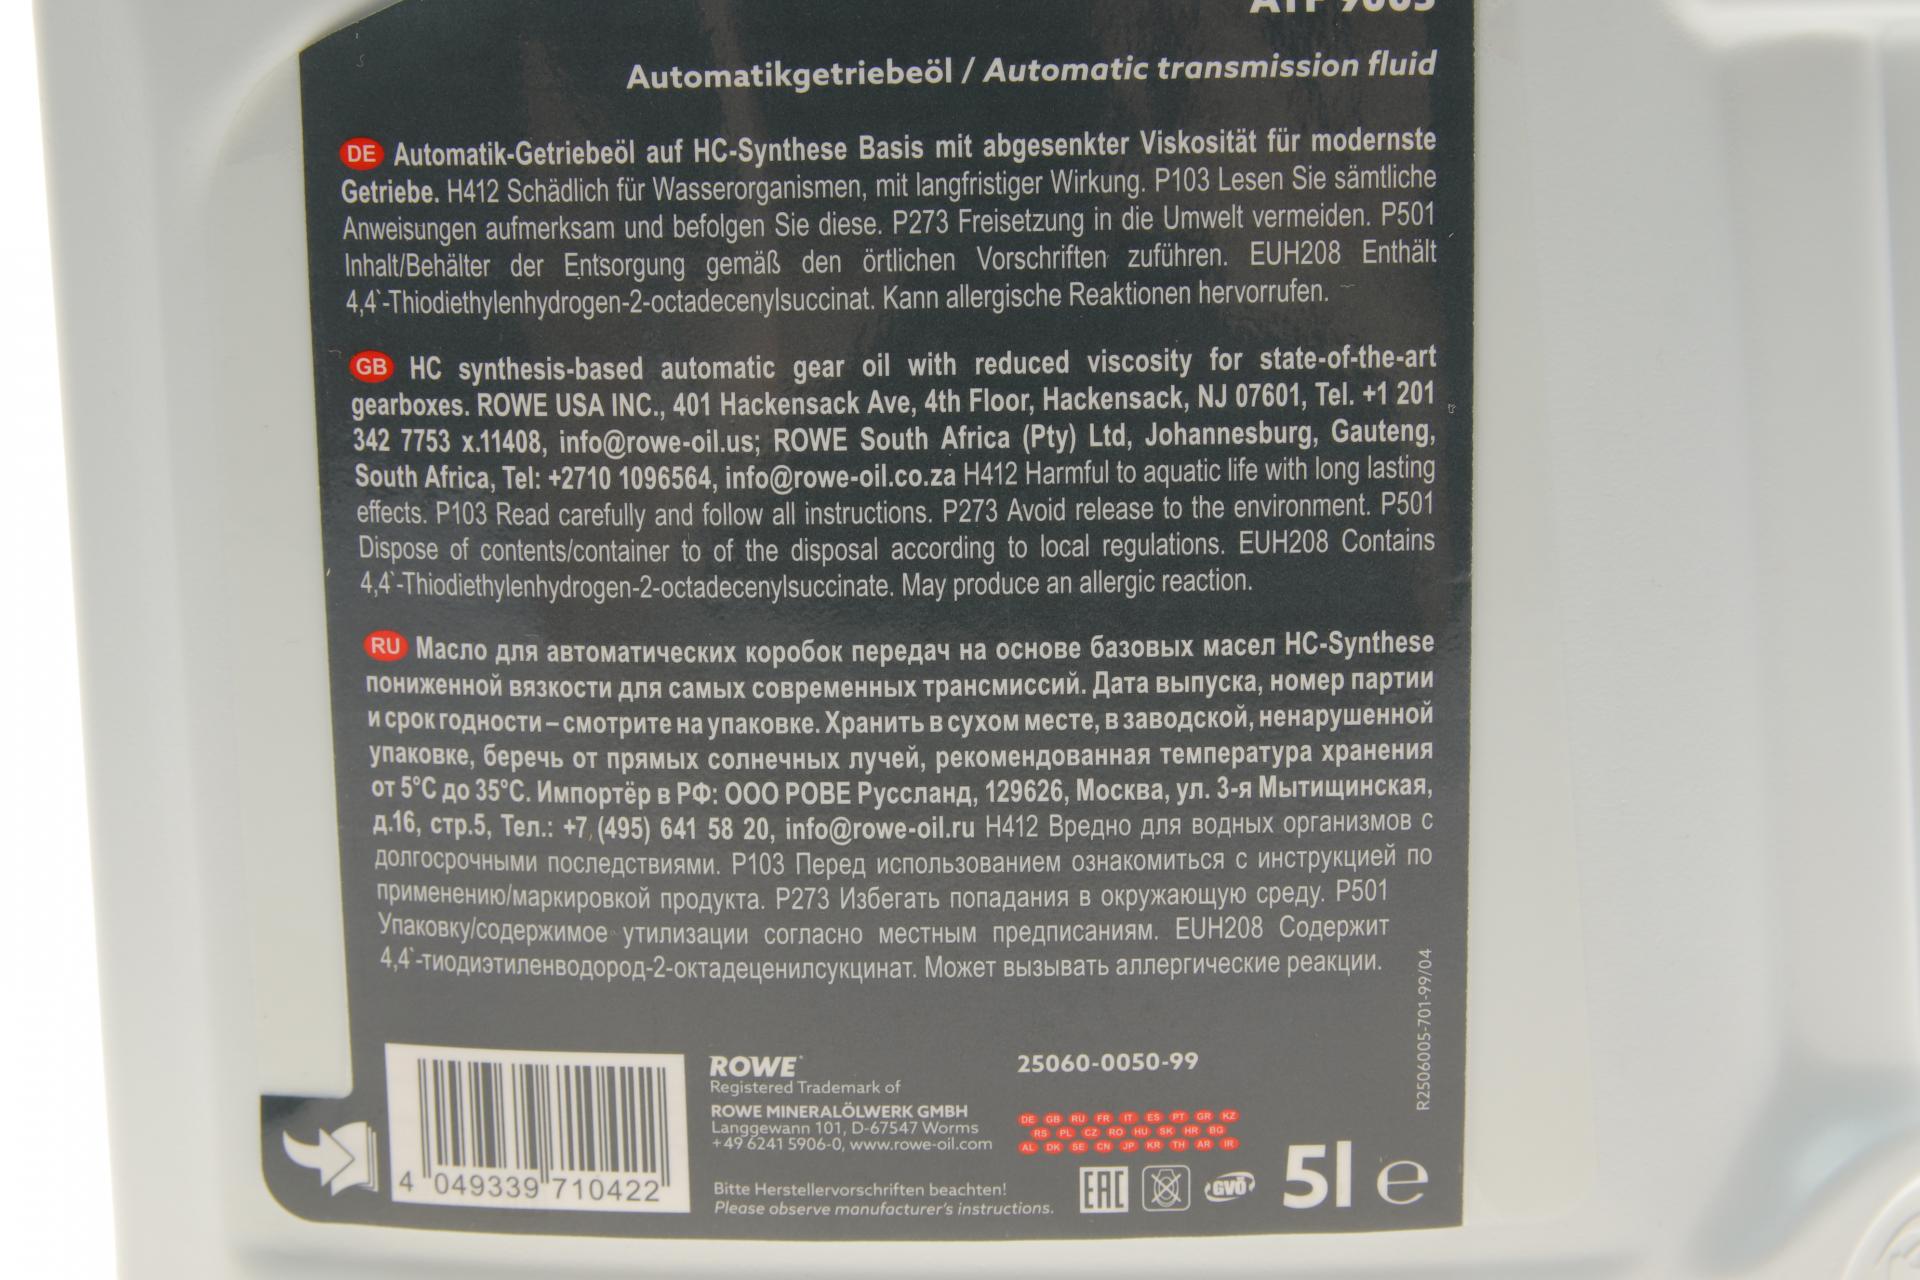 Automatikgetriebeöl / Automatic transmission fluid
DE Automatik-Getriebeöl auf HC-Synthese Basis mit abgesenkter Viskosität für modernste
Getriebe. H412 Schädlich für Wasserorganismen, mit langfristiger Wirkung. P103 Lesen Sie sämtliche
Anweisungen aufmerksam und befolgen Sie diese. P273 Freisetzung in die Umwelt vermeiden. P501
Inhalt/Behälter der Entsorgung gemäß den örtlichen Vorschriften zuführen. EUH208 Enthält
4,4`-Thiodiethylenhydrogen-2-octadecenylsuccinat. Kann allergische Reaktionen hervorrufen.
GB HC synthesis-based automatic gear oil with reduced viscosity for state-of-the-art
gearboxes. ROWE USA INC., 401 Hackensack Ave, 4th Floor, Hackensack, NJ 07601, Tel. +1 201
342 7753 x.11408, info@rowe-oil.us; ROWE South Africa (Pty) Ltd, Johannesburg, Gauteng,
South Africa, Tel: +2710 1096564, info@rowe-oil.co.za H412 Harmful to aquatic life with long lasting
effects. P103 Read carefully and follow all instructions. P273 Avoid release to the environment. P501
Dispose of contents/container to of the disposal according to local regulations. EUH208 Contains
4,4`-Thiodiethylenhydrogen-2-octadecenylsuccinate. May produce an allergic reaction.
RU Масло для автоматических коробок передач на основе базовых масел HC-Synthese
пониженной вязкости для самых современных трансмиссий. Дата выпуска, номер партии
и срок годности – смотрите на упаковке. Хранить в сухом месте, в заводской, ненарушенной
упаковке, беречь от прямых солнечных лучей, рекомендованная температура хранения
от 5°C до 35°C. Импортёр в РФ: ООО РОВЕ Руссланд, 129626, Москва, ул. 3-я Мытищинская,
д.16, стр.5, Тел.: +7 (495) 641 58 20, info@rowe-oil.ru H412 Вредно для водных организмов с
долгосрочными последствиями. P103 Перед использованием ознакомиться с инструкцией по
применению/маркировкой продукта. P273 Избегать попадания в окружающую среду. P501
Упаковку/содержимое утилизации согласно местным предписаниям. EUH208 Содержит
4,4`-тиодиэтиленводород-2-октадеценилсукцинат. Может вызывать аллергические реакции.
R2506005-701-99/04
4 049339 710422
ROWE
Registered Trademark of
ROWE MINERALÖLWERK GMBH
Langgewann 101, D-67547 Worms
+49 6241 5906-0, www.rowe-oil.com
Bitte Herstellervorschriften beachten!
Please observe manufacturer's instructions.
25060-0050-99
DE GB RU FR IT ES PT GR KZ
RS PL CZ RO HU SK HR BG
AL DK SE CN JP KR TH AR IR
EAC GVÖ 5l e